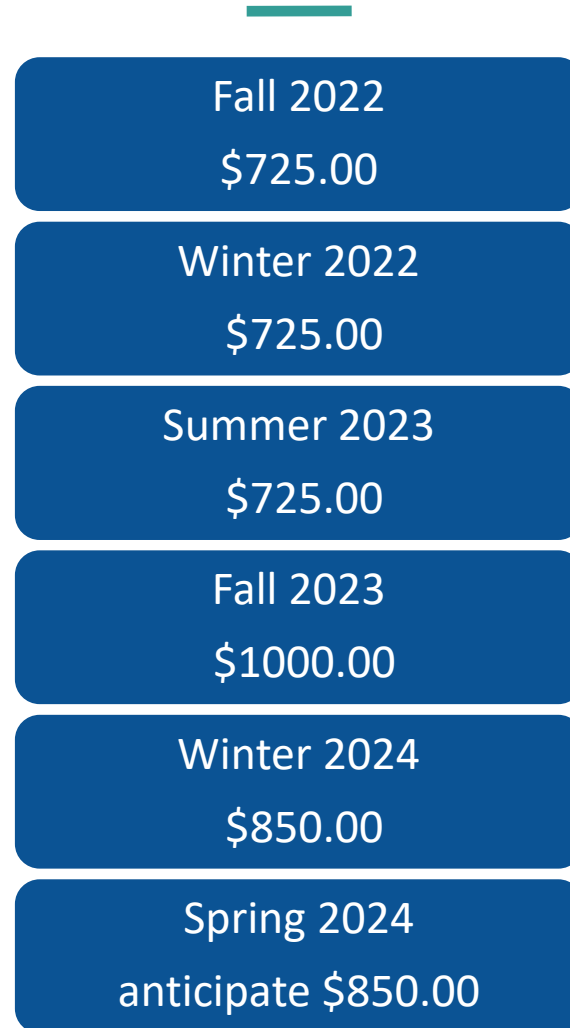 Fall 2022
$725.00
Winter 2022
$725.00
Summer 2023
$725.00
Fall 2023
$1000.00
Winter 2024
$850.00
Spring 2024
anticipate $850.00